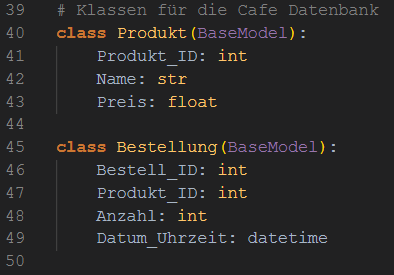 39 # Klassen für die Cafe Datenbank
40 class Produkt(BaseModel):
41     Produkt_ID: int
42     Name: str
43     Preis: float
44
45 class Bestellung(BaseModel):
46     Bestell_ID: int
47     Produkt_ID: int
48     Anzahl: int
49     Datum_Uhrzeit: datetime
50